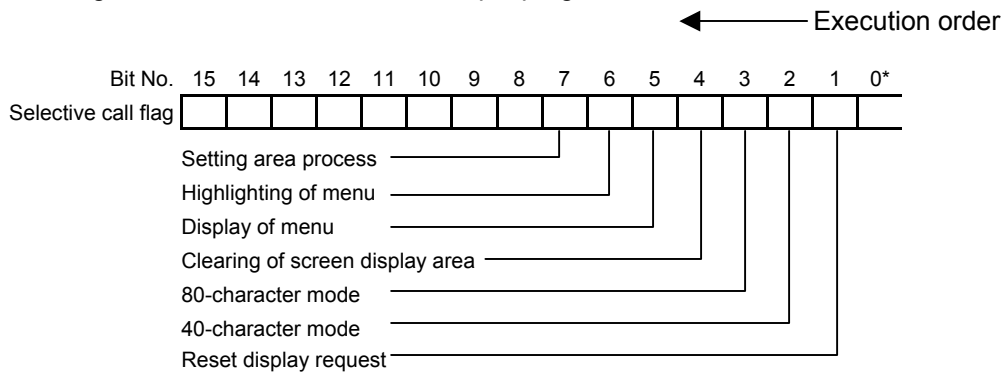 Execution order
Bit No. 15 14 13 12 11 10 9 8 7 6 5 4 3 2 1 0*
Selective call flag
Setting area process
Highlighting of menu
Display of menu
Clearing of screen display area
80-character mode
40-character mode
Reset display request